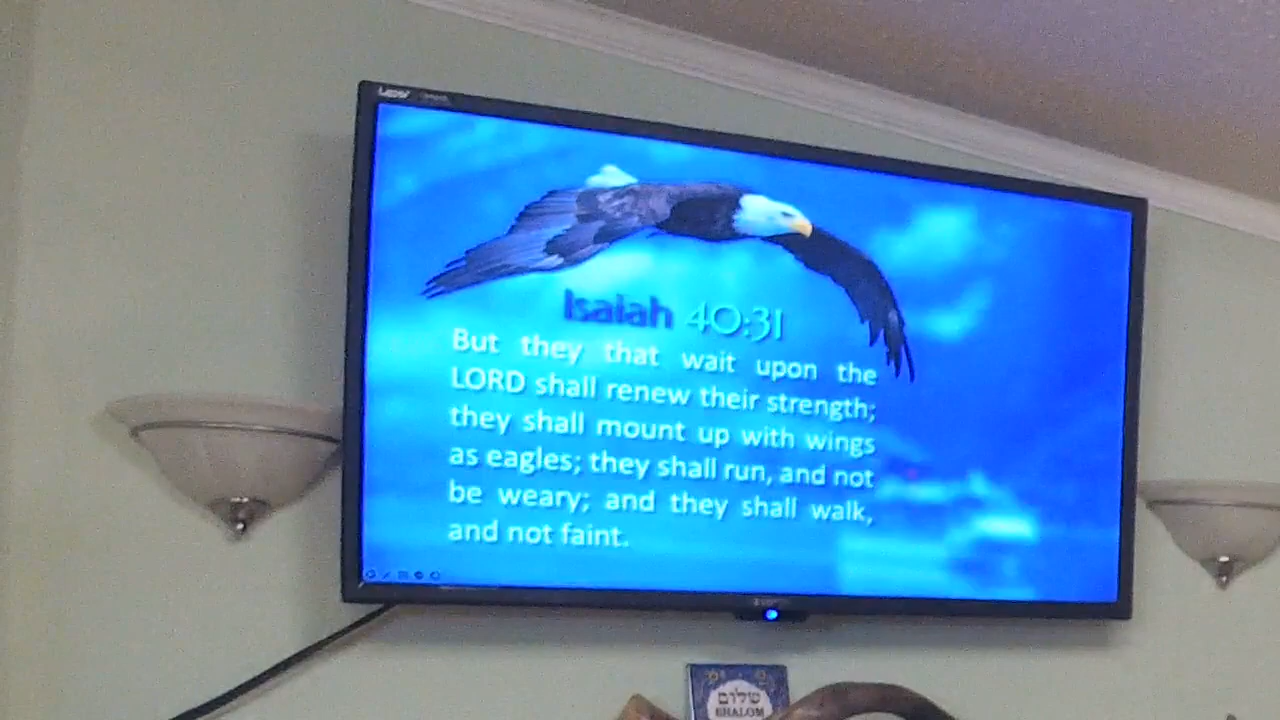 Isaiah 40:31
But they that wait upon the
LORD shall renew their strength;
they shall mount up with wings
as eagles; they shall run, and not
be weary; and they shall walk,
and not faint.
שלום
SHALOM